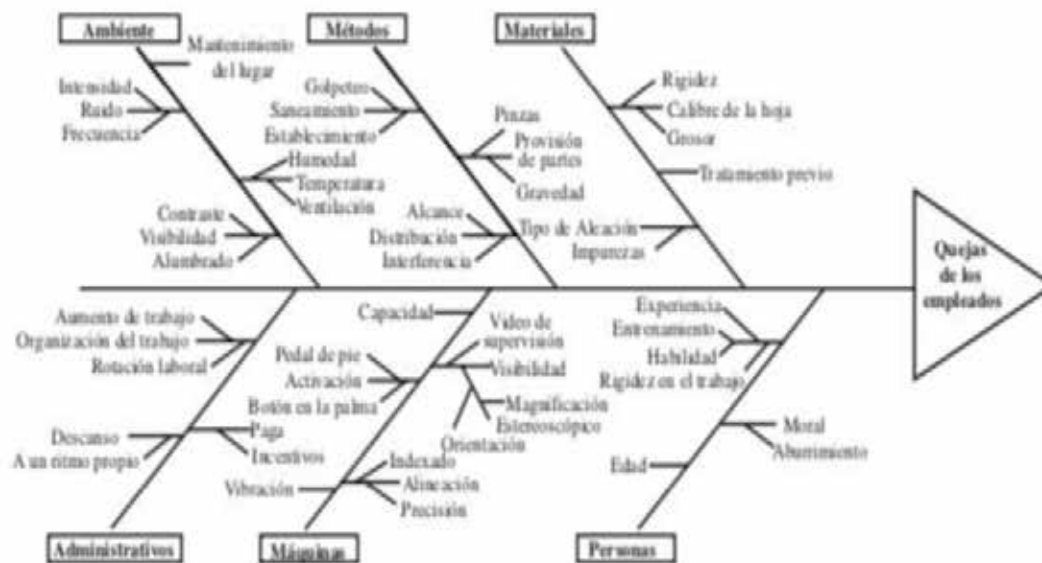 Ambiente
Métodos
Materiales
Mantenimiento
del lugar
Intensidad
Ruido
Frecuencia
Humedad
Temperatura
Ventilación
Contraste
Visibilidad
Alumbrado
Golpeteo
Saneamiento
Establecimiento
Pinzas
Provisión
de partes
Gravedad
Alcance
Distribución
Interferencia
Rigidez
Calibre de la hoja
Grosor
Tratamiento previo
Tipo de Aleación
Impurezas
Quejas
de los
empleados
Aumento de trabajo
Organización del trabajo
Rotación laboral
Descanso
A un ritmo propio
Paga
Incentivos
Capacidad
Video de
supervisión
Visibilidad
Pedal de pie
Activación
Botón en la palma
Magnificación
Estereoscópico
Orientación
Vibración
Indexado
Alineación
Precisión
Experiencia
Entrenamiento
Habilidad
Rigidez en el trabajo
Moral
Aburrimiento
Edad
Administrativos
Máquinas
Personas